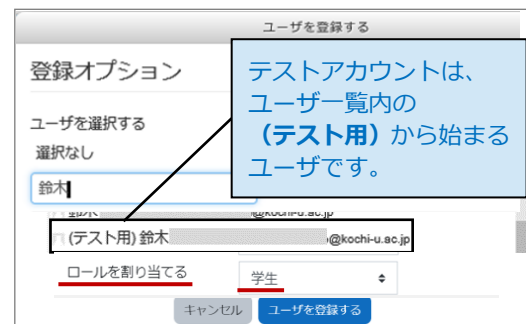 ユーザを登録する
登録オプション
テストアカウントは、
ユーザ一覧内の
（テスト用）から始まる
ユーザです。
ユーザを選択する
選択なし
鈴木
鈴木 @kochi-u.ac.jp
(テスト用) 鈴木 @kochi-u.ac.jp
ロールを割り当てる 学生
キャンセル ユーザを登録する